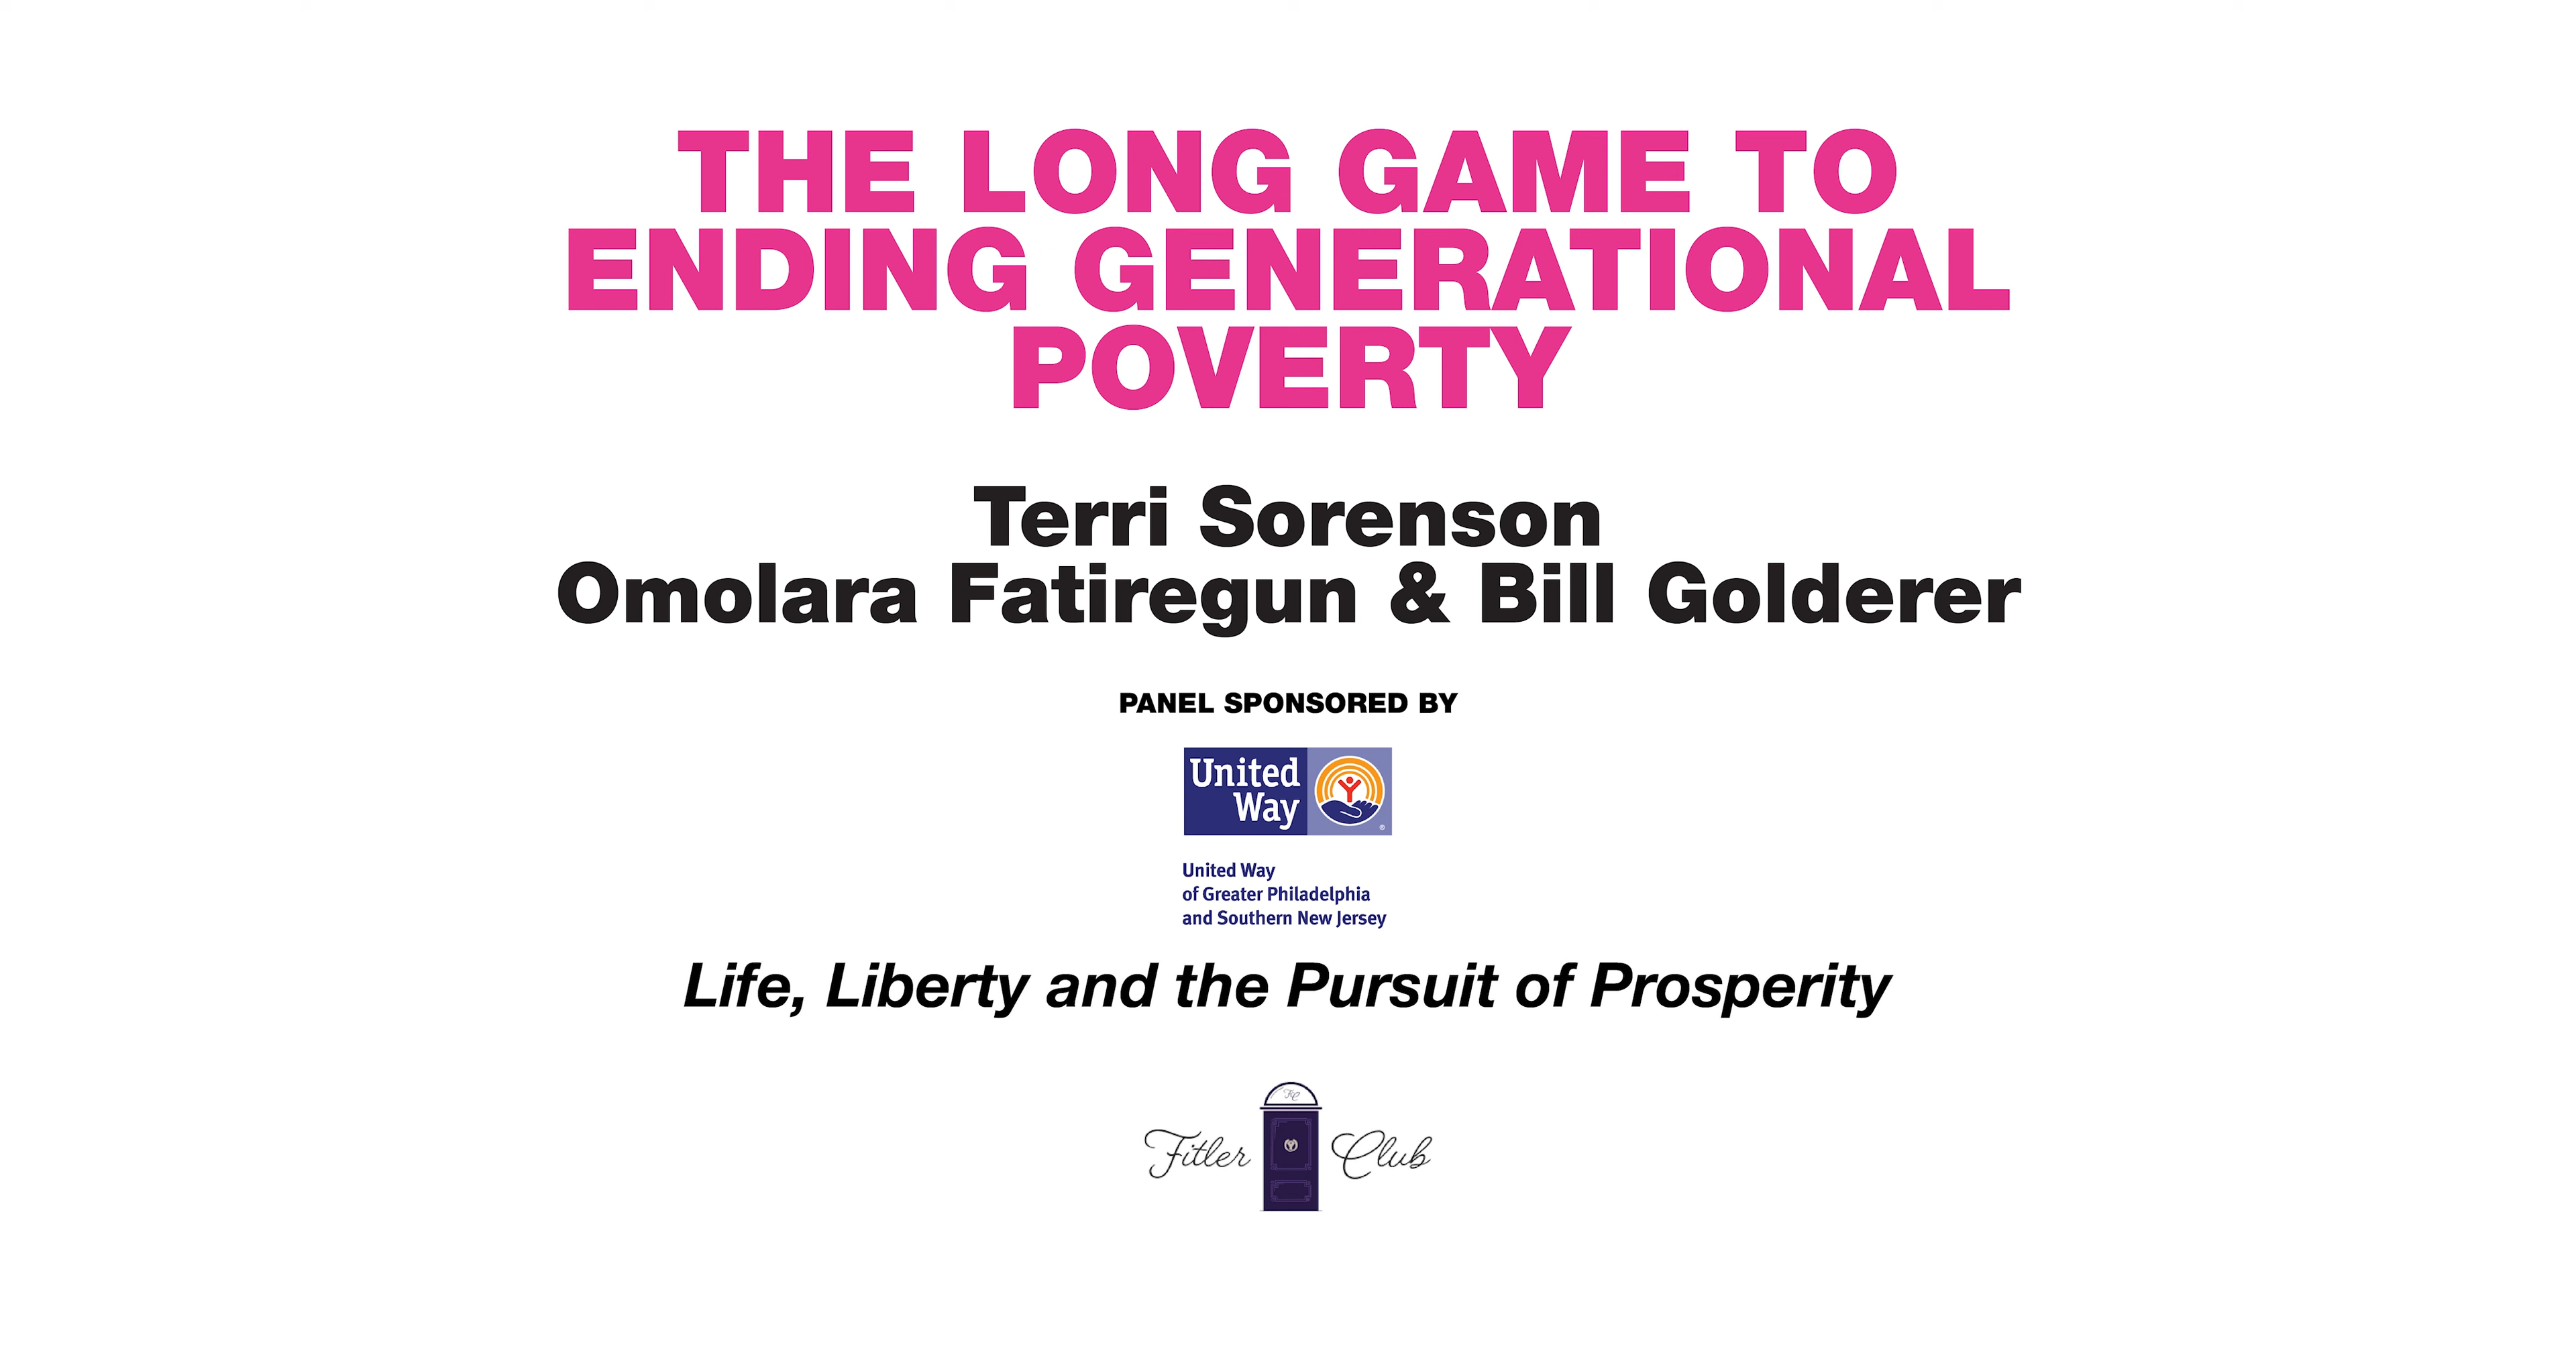 THE LONG GAME TO
ENDING GENERATIONAL
POVERTY
Terri Sorenson
Omolara Fatiregun & Bill Golderer
PANEL SPONSORED BY
United
Way
®
United Way
of Greater Philadelphia
and Southern New Jersey
Life, Liberty and the Pursuit of Prosperity
FC
Fitler Club